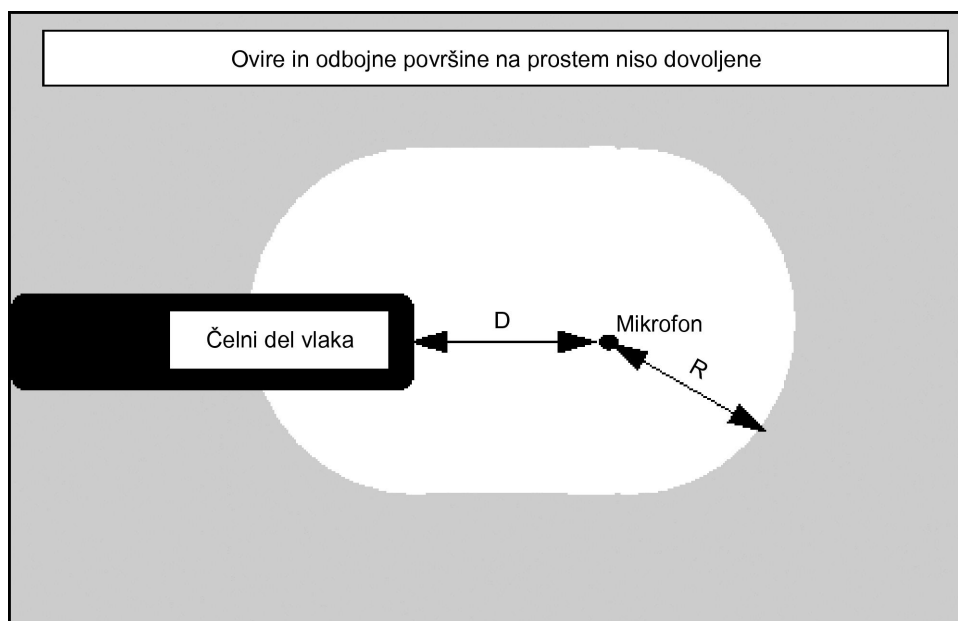 Ovire in odbojne površine na prostem niso dovoljene
D
Mikrofon
Čelni del vlaka
R